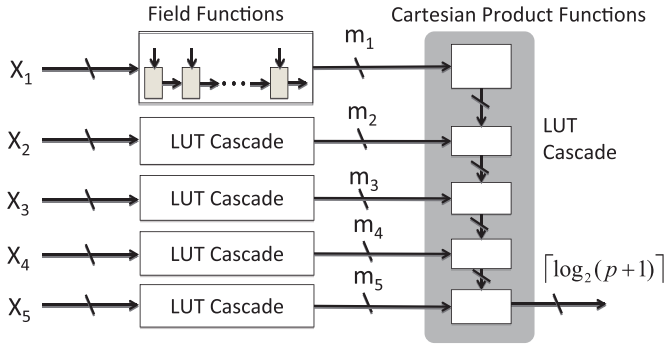 Field Functions
Cartesian Product Functions
X₁
m₁
X₂
LUT Cascade
m₂
LUT
Cascade
X₃
LUT Cascade
m₃
X₄
LUT Cascade
m₄
X₅
LUT Cascade
m₅
⌈log₂(p+1)⌉